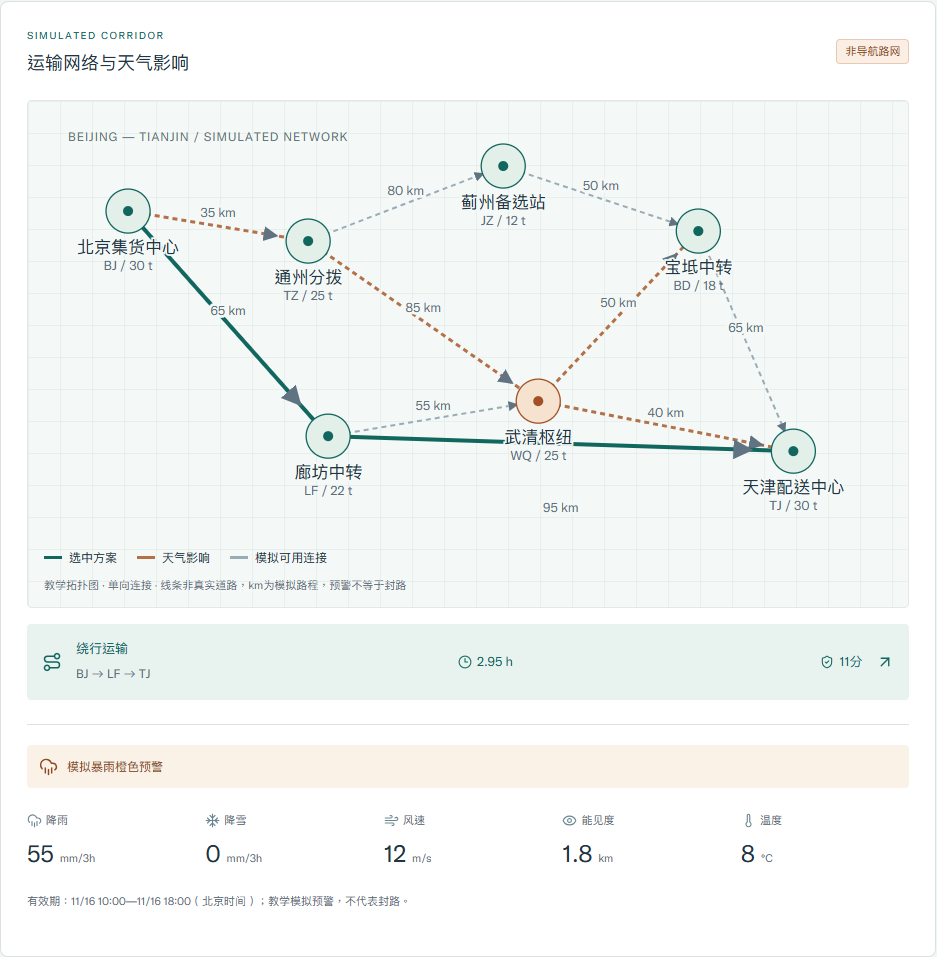 SIMULATED CORRIDOR
运输网络与天气影响
非导航路网
BEIJING — TIANJIN / SIMULATED NETWORK
80 km
50 km
蓟州备选站
JZ / 12 t
35 km
北京集货中心
BJ / 30 t
通州分拨
TZ / 25 t
宝坻中转
BD / 18 t
65 km
85 km
50 km
65 km
55 km
40 km
武清枢纽
WQ / 25 t
廊坊中转
LF / 22 t
天津配送中心
TJ / 30 t
95 km
选中方案
天气影响
模拟可用连接
教学拓扑图 · 单向连接 · 线条非真实道路，km为模拟路程，预警不等于封路
绕行运输
BJ → LF → TJ
2.95 h
11分
模拟暴雨橙色预警
降雨
降雪
风速
能见度
温度
55 mm/3h
0 mm/3h
12 m/s
1.8 km
8 °C
有效期：11/16 10:00—11/16 18:00（北京时间）；教学模拟预警，不代表封路。